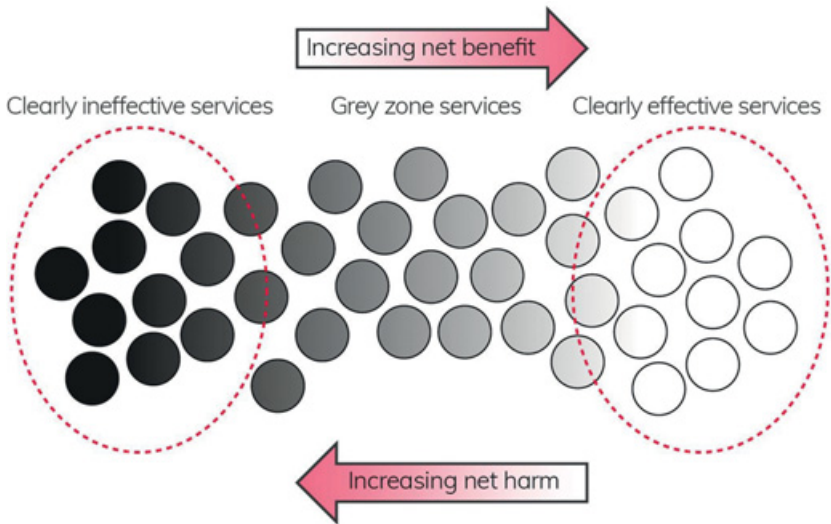 Increasing net benefit
Clearly ineffective services
Grey zone services
Clearly effective services
Increasing net harm